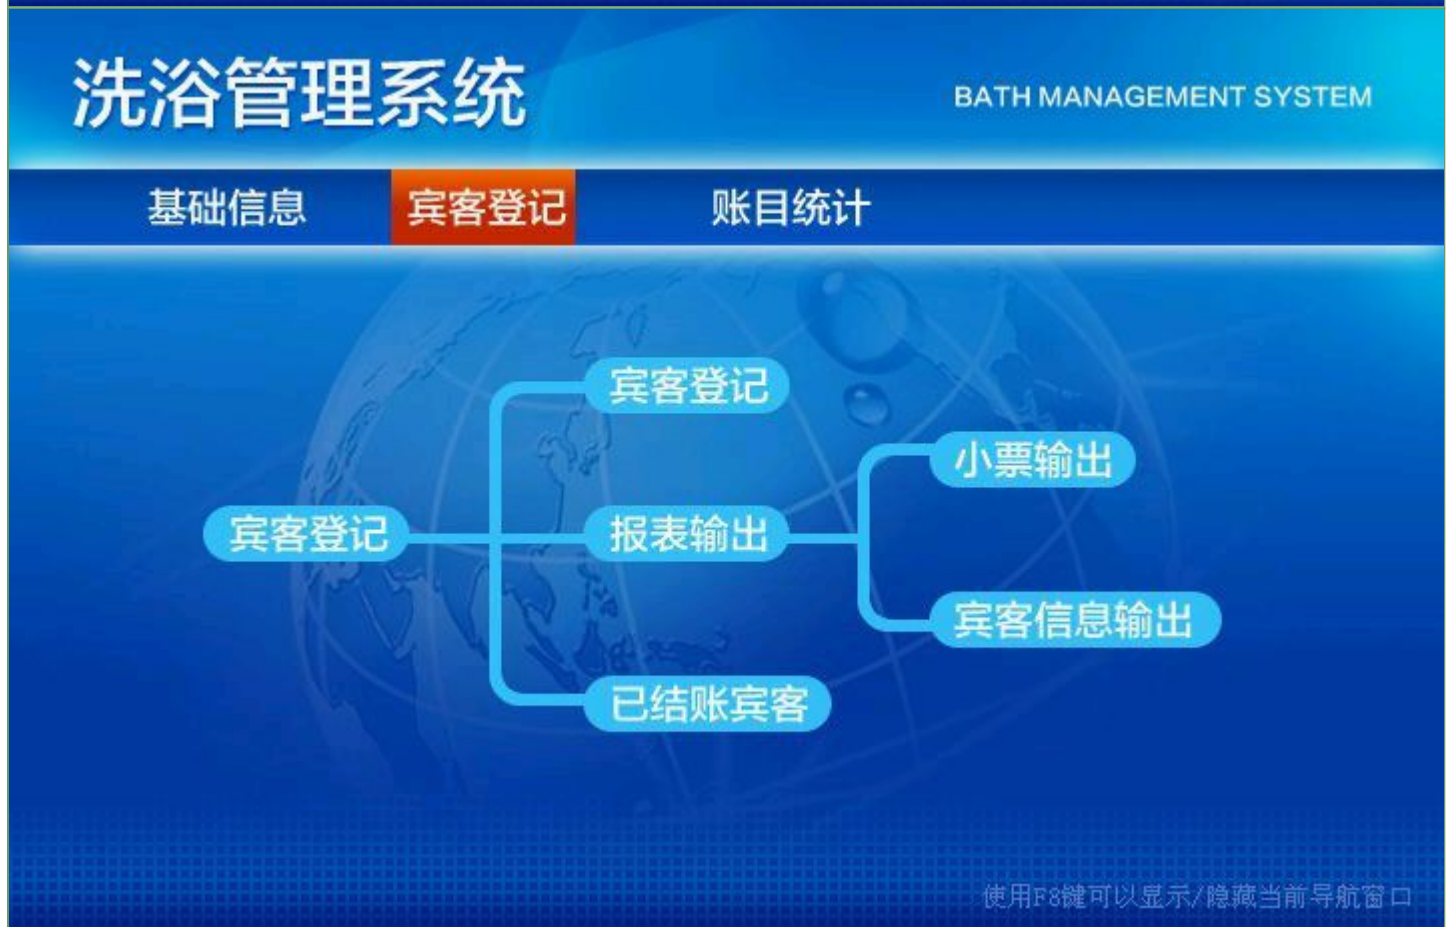 洗浴管理系统
BATH MANAGEMENT SYSTEM
基础信息 宾客登记 账目统计
宾客登记
小票输出
宾客登记 报表输出
宾客信息输出
已结账宾客
使用F8键可以显示/隐藏当前导航窗口